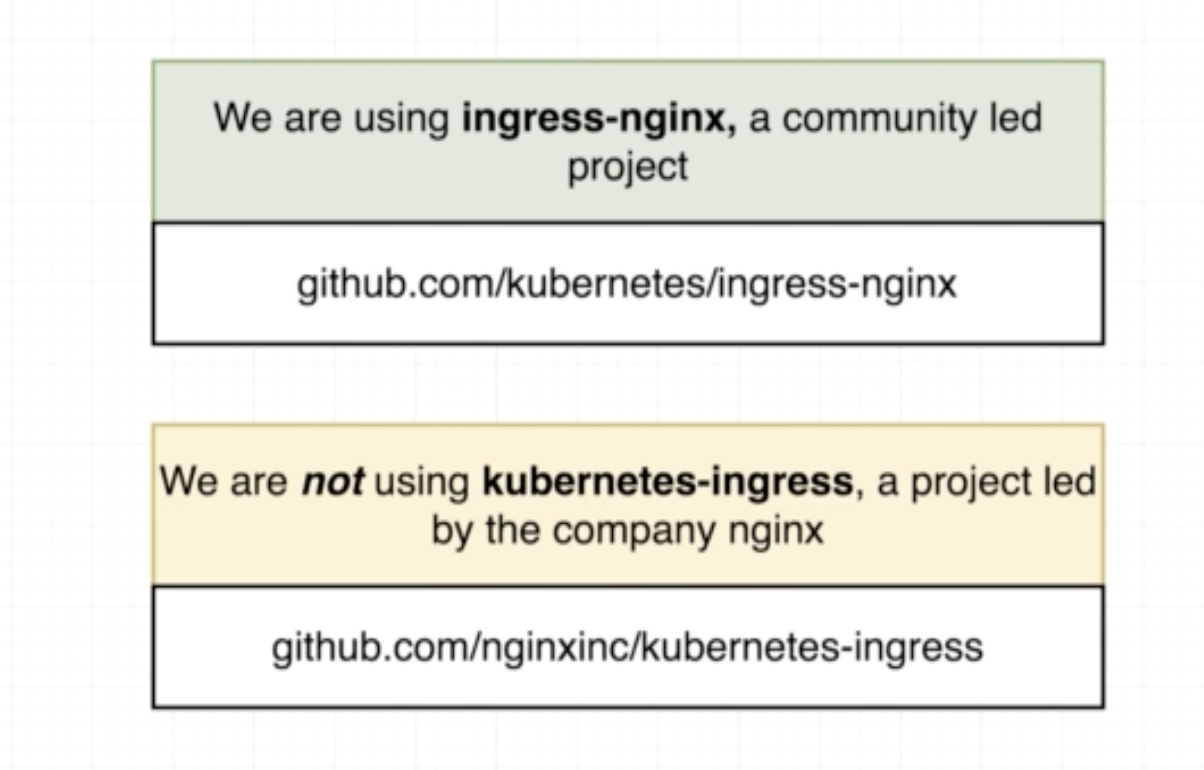 We are using ingress-nginx, a community led
project
github.com/kubernetes/ingress-nginx
We are not using kubernetes-ingress, a project led
by the company nginx
github.com/nginxinc/kubernetes-ingress